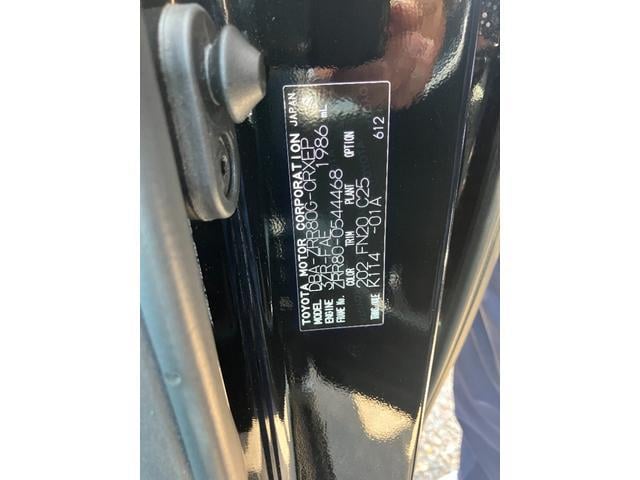 TOYOTA MOTOR CORPORATION JAPAN
MODEL DBA-ZRR80G-CRXEP
ENGINE 3ZR-FAE 1986 mL
FRAME No. ZRR80-0544468
COLOR TRIM PLANT OPTION
202 FN20 C25 612
TRANS/AXLE K114 -01A